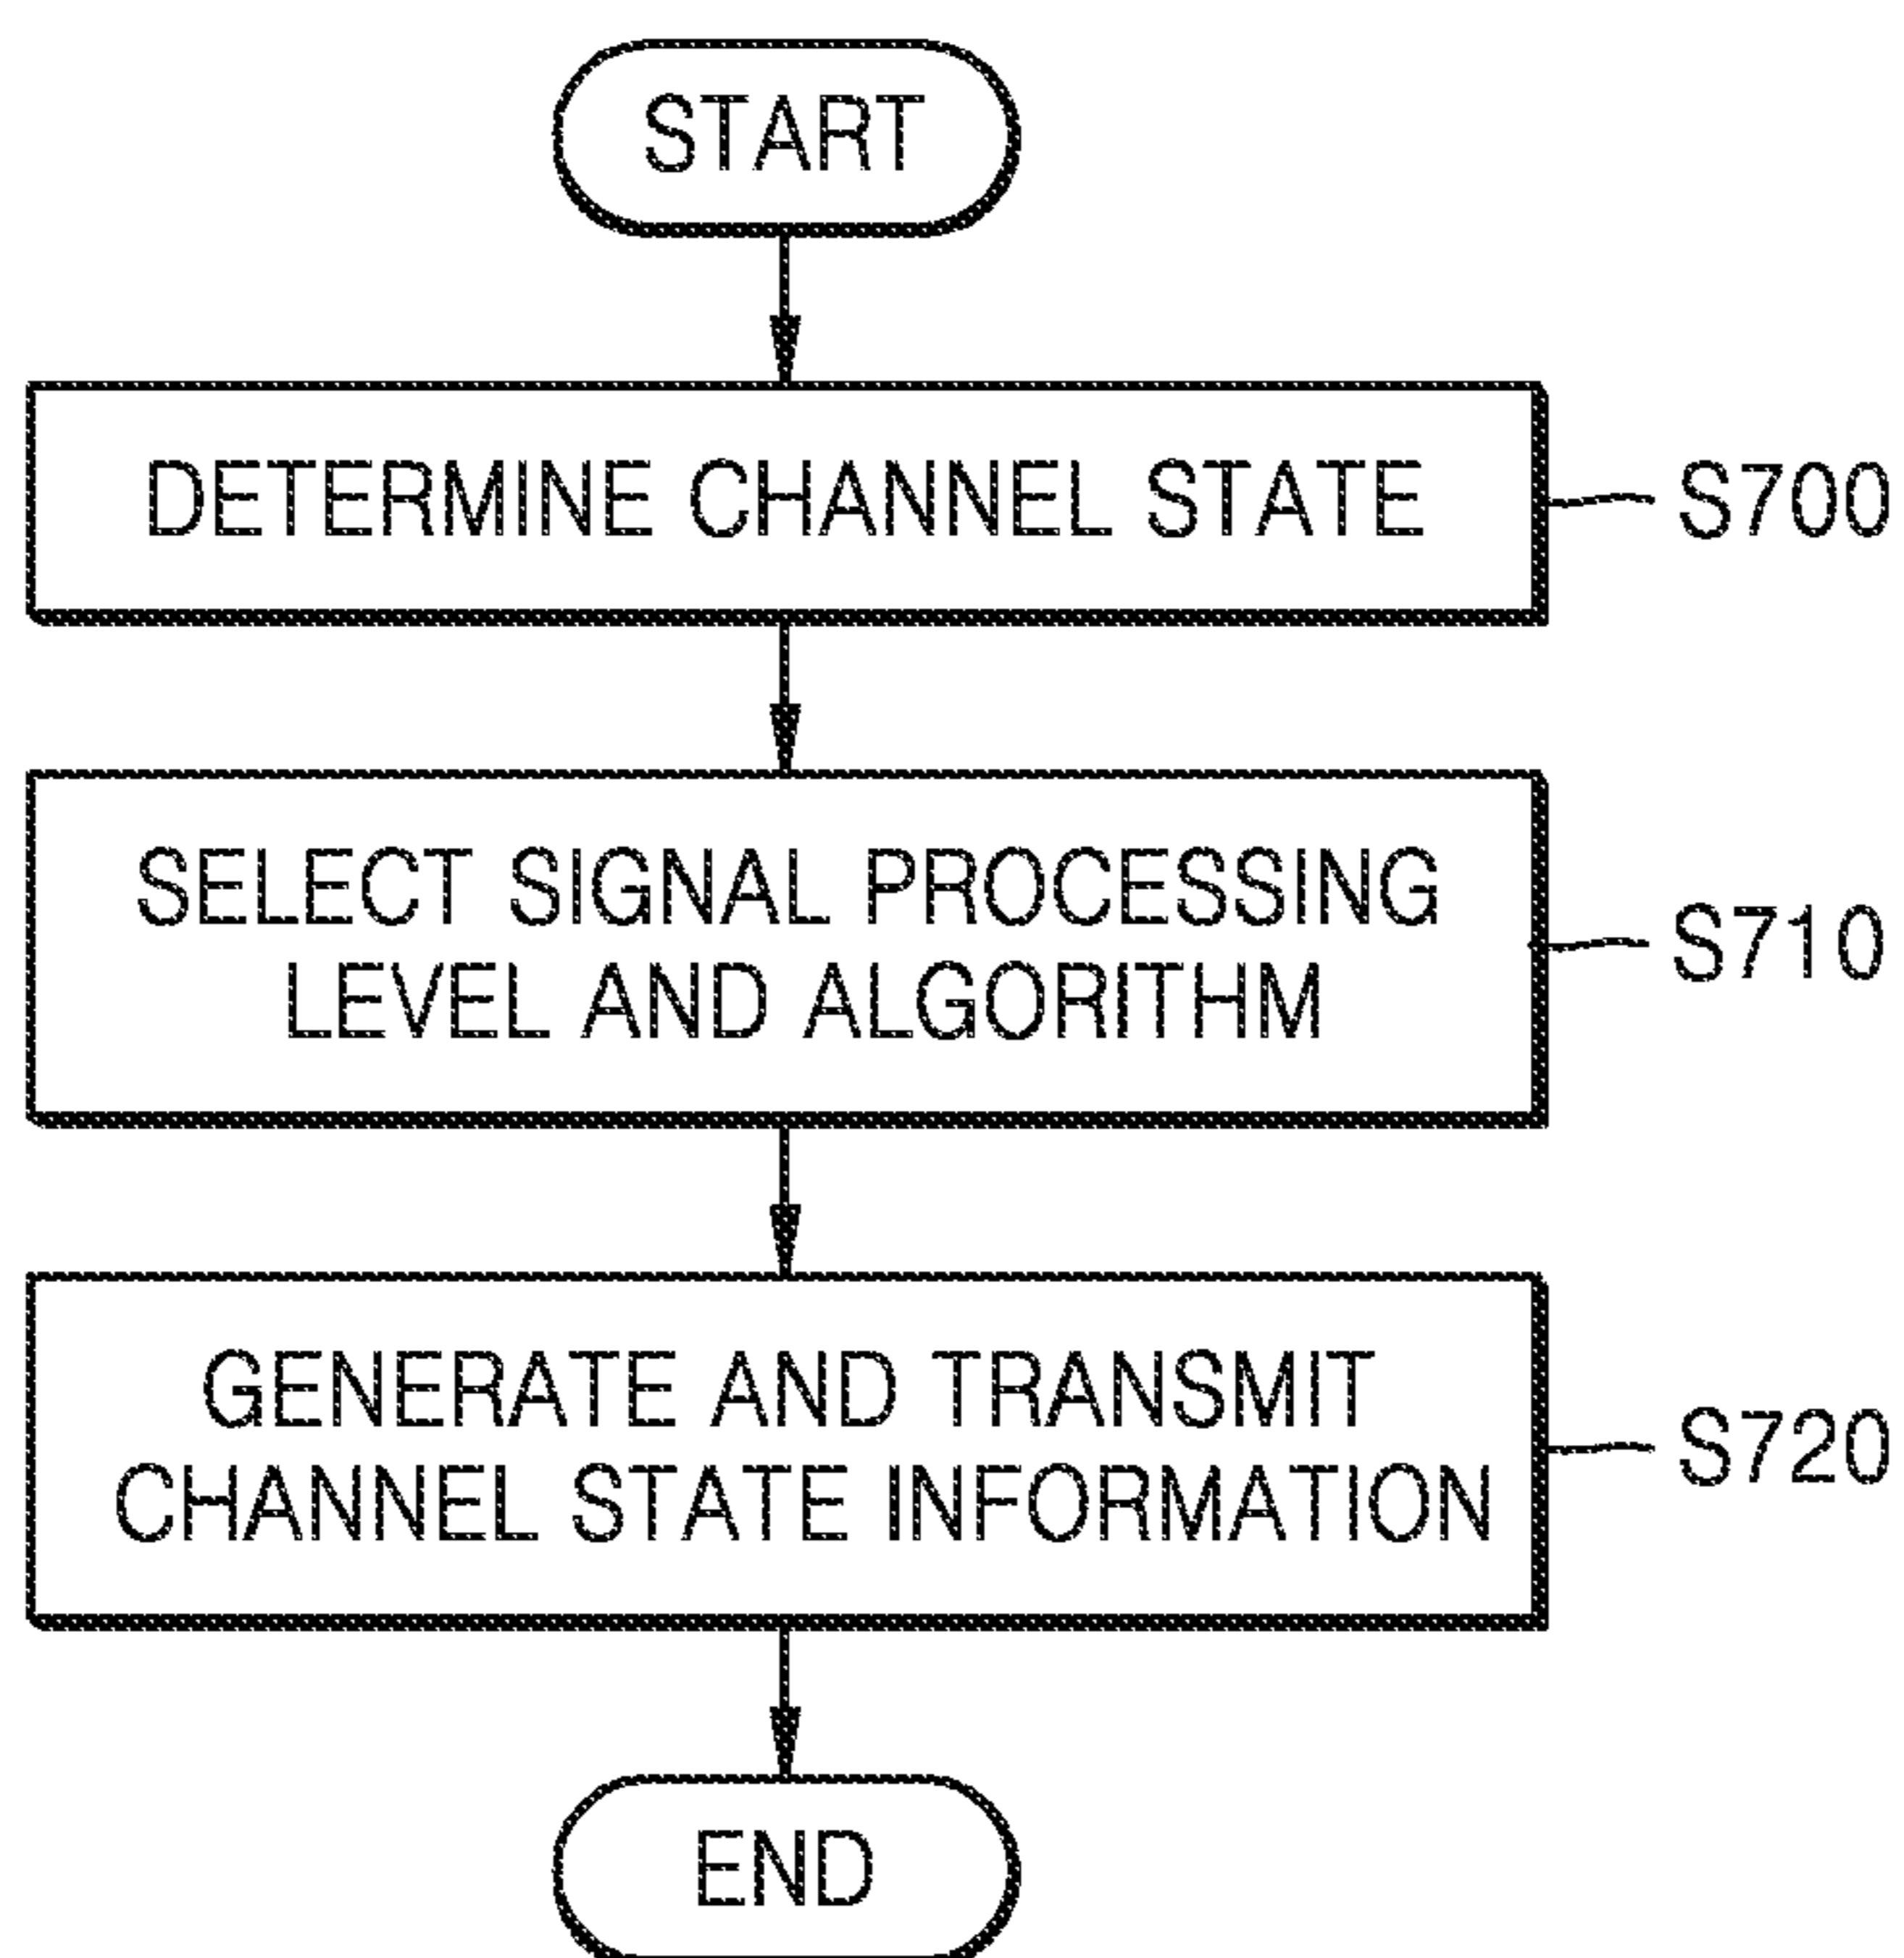 START
DETERMINE CHANNEL STATE
S700
SELECT SIGNAL PROCESSING
LEVEL AND ALGORITHM
S710
GENERATE AND TRANSMIT
CHANNEL STATE INFORMATION
S720
END